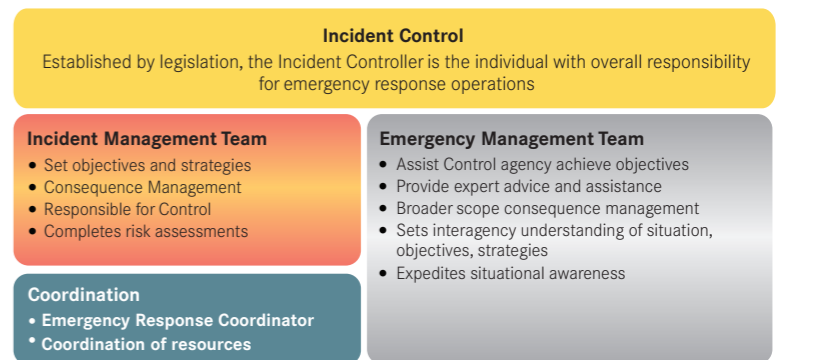 Incident Control
Established by legislation, the Incident Controller is the individual with overall responsibility
for emergency response operations
Incident Management Team
• Set objectives and strategies
• Consequence Management
• Responsible for Control
• Completes risk assessments
Coordination
• Emergency Response Coordinator
• Coordination of resources
Emergency Management Team
• Assist Control agency achieve objectives
• Provide expert advice and assistance
• Broader scope consequence management
• Sets interagency understanding of situation,
objectives, strategies
• Expedites situational awareness